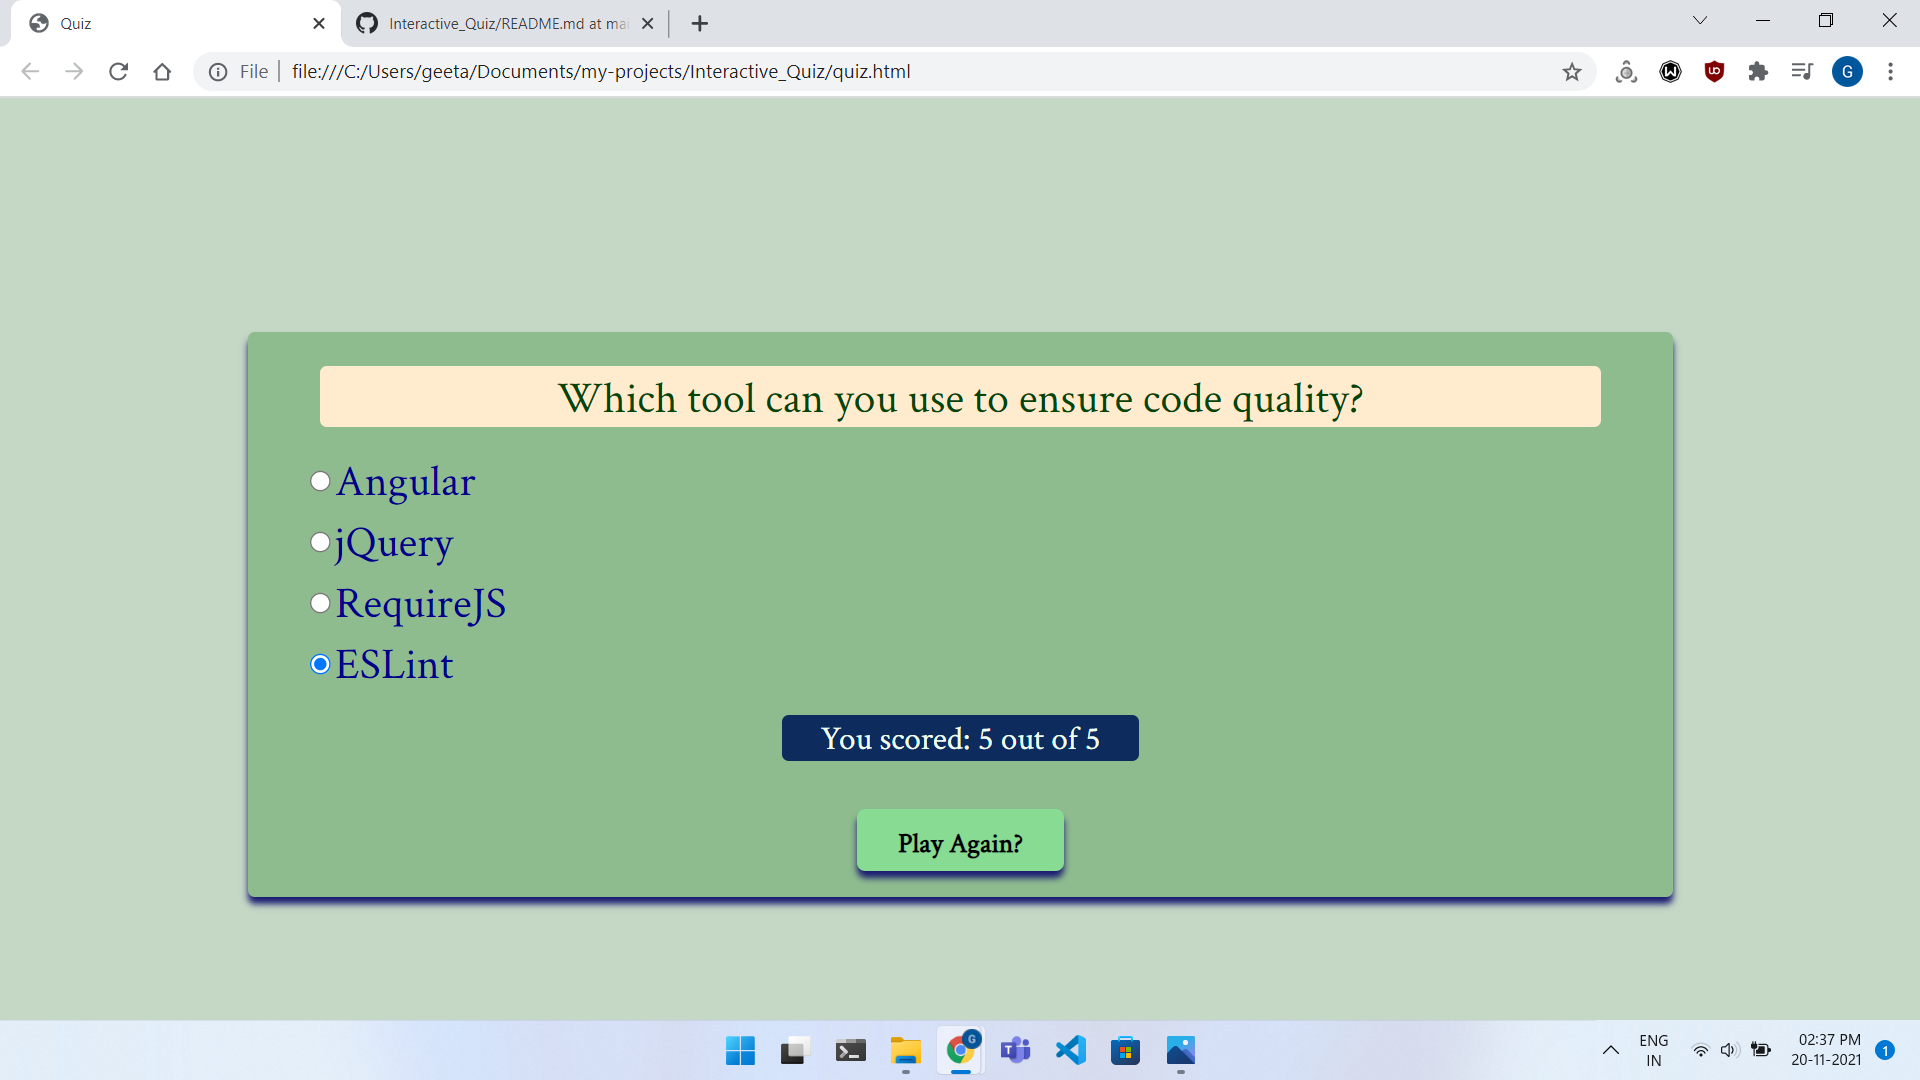 Quiz
Interactive_Quiz/README.md at mai
File
file:///C:/Users/geeta/Documents/my-projects/Interactive_Quiz/quiz.html
G
Which tool can you use to ensure code quality?
Angular
jQuery
RequireJS
ESLint
You scored: 5 out of 5
Play Again?
G
T
ENG
IN
02:37 PM
20-11-2021
1